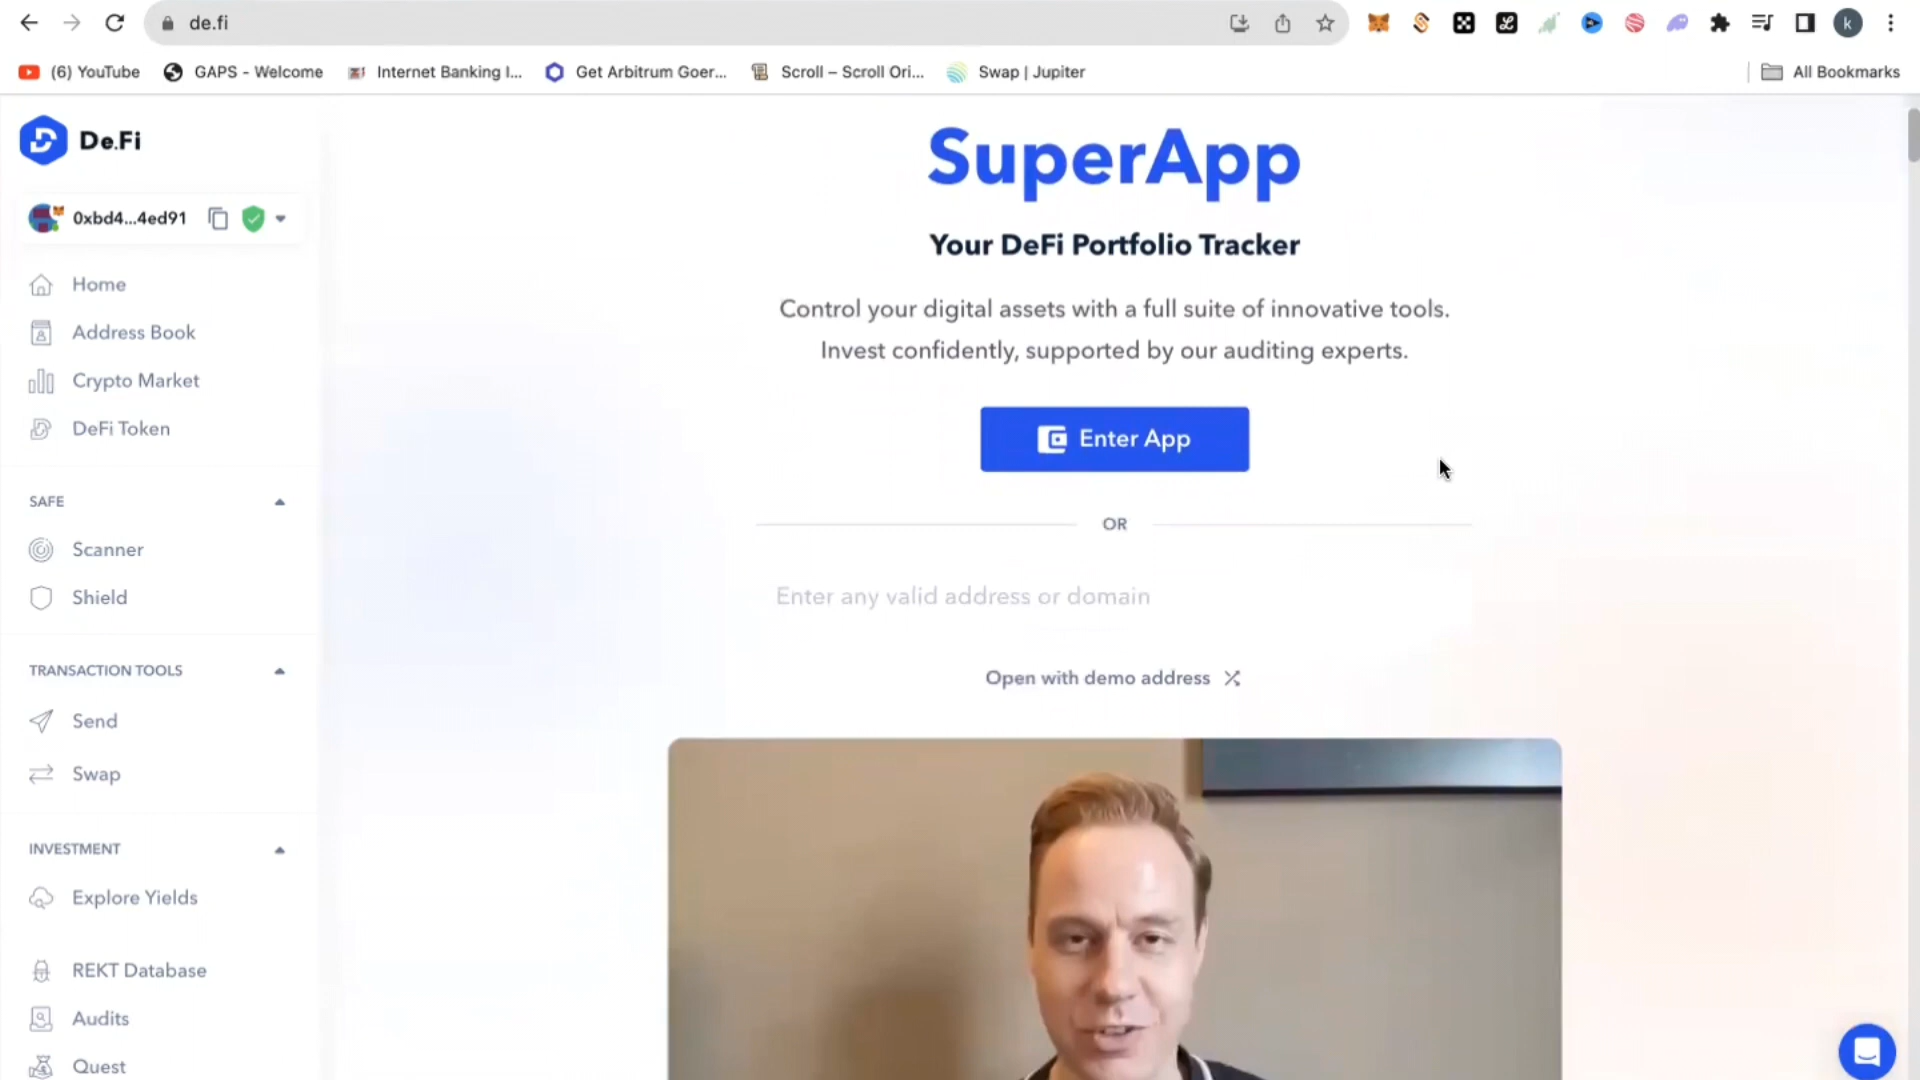 de.fi
k
(6) YouTube
GAPS - Welcome
Internet Banking I...
Get Arbitrum Goer...
Scroll – Scroll Ori...
Swap | Jupiter
All Bookmarks
De.Fi
0xbd4...4ed91
Home
Address Book
Crypto Market
DeFi Token
SAFE
Scanner
Shield
TRANSACTION TOOLS
Send
Swap
INVESTMENT
Explore Yields
REKT Database
Audits
Quest
SuperApp
Your DeFi Portfolio Tracker
Control your digital assets with a full suite of innovative tools.
Invest confidently, supported by our auditing experts.
Enter App
OR
Enter any valid address or domain
Open with demo address